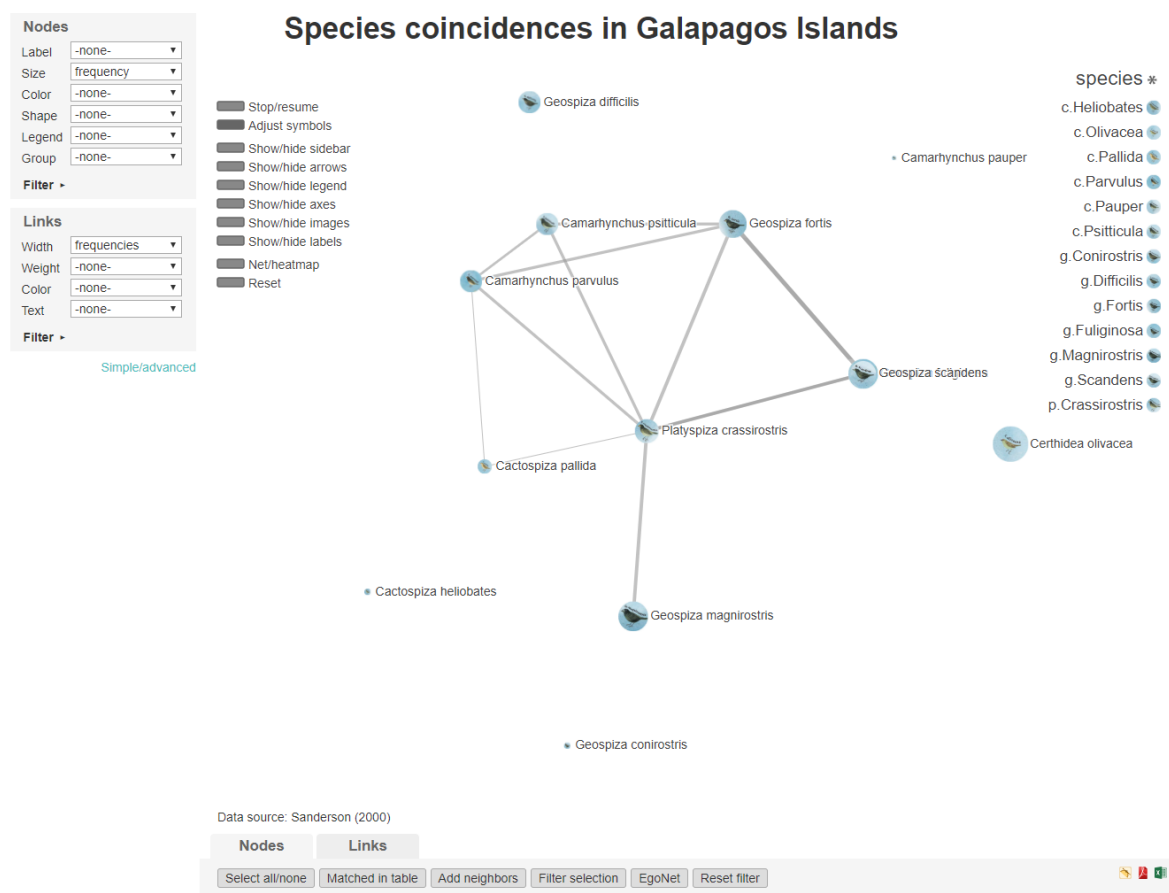 Species coincidences in Galapagos Islands
Nodes
Label -none-
Size frequency
Color -none-
Shape -none-
Legend -none-
Group -none-
Filter
Links
Width frequencies
Weight -none-
Color -none-
Text -none-
Filter
Simple/advanced
Stop/resume
Adjust symbols
Show/hide sidebar
Show/hide arrows
Show/hide legend
Show/hide axes
Show/hide images
Show/hide labels
Net/heatmap
Reset
Geospiza difficilis
Camarhynchus pauper
Camarhynchus psitticula
Geospiza fortis
Camarhynchus parvulus
Geospiza scandens
Platyspiza crassirostris
Certhidea olivacea
Cactospiza pallida
Cactospiza heliobates
Geospiza magnirostris
Geospiza conirostris
species *
c.Heliobates
c.Olivacea
c.Pallida
c.Parvulus
c.Pauper
c.Psitticula
g.Conirostris
g.Difficilis
g.Fortis
g.Fuliginosa
g.Magnirostris
g.Scandens
p.Crassirostris
Data source: Sanderson (2000)
Nodes Links
Select all/none Matched in table Add neighbors Filter selection EgoNet Reset filter